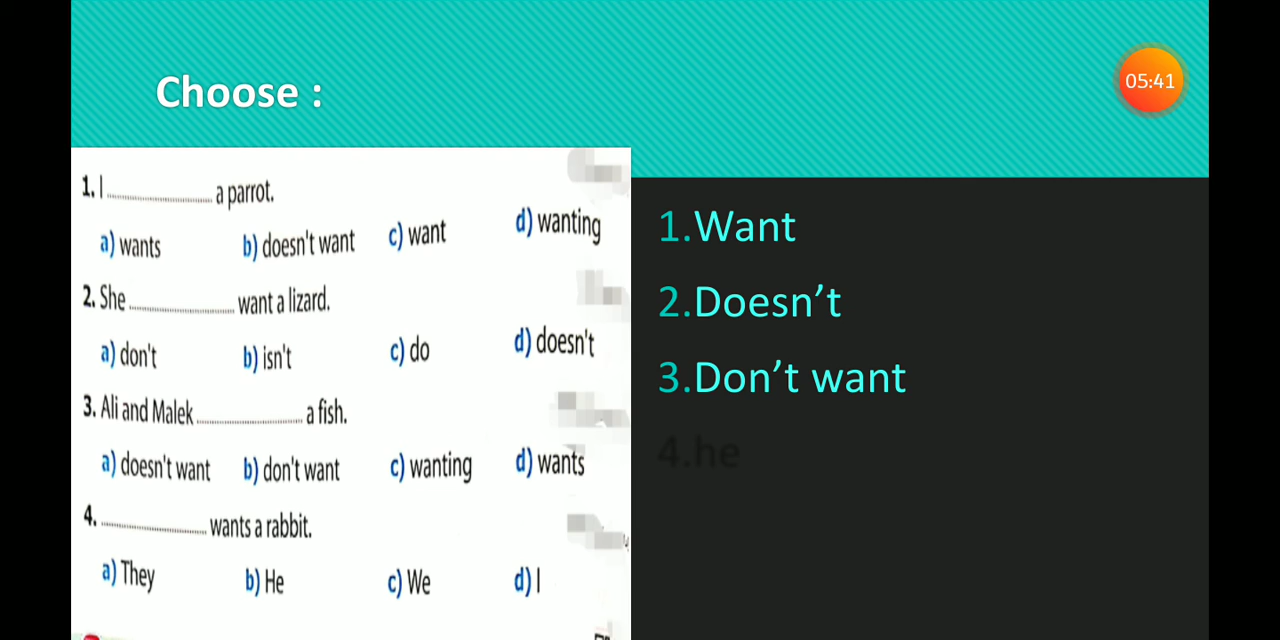 Choose :
05:41
1. I .................... a parrot.
a) wants b) doesn't want c) want d) wanting
2. She .................... want a lizard.
a) don't b) isn't c) do d) doesn't
3. Ali and Malek .................... a fish.
a) doesn't want b) don't want c) wanting d) wants
4. .................... wants a rabbit.
a) They b) He c) We d) I
1.Want
2.Doesn’t
3.Don’t want
4.he